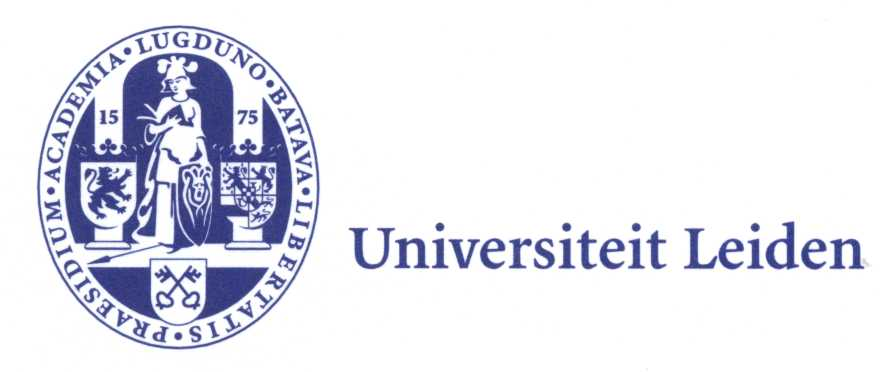 ACADEMIA•LUGDUNO•BATAVA•LIBERTATIS•PRAESIDIUM•
15 75
Universiteit Leiden